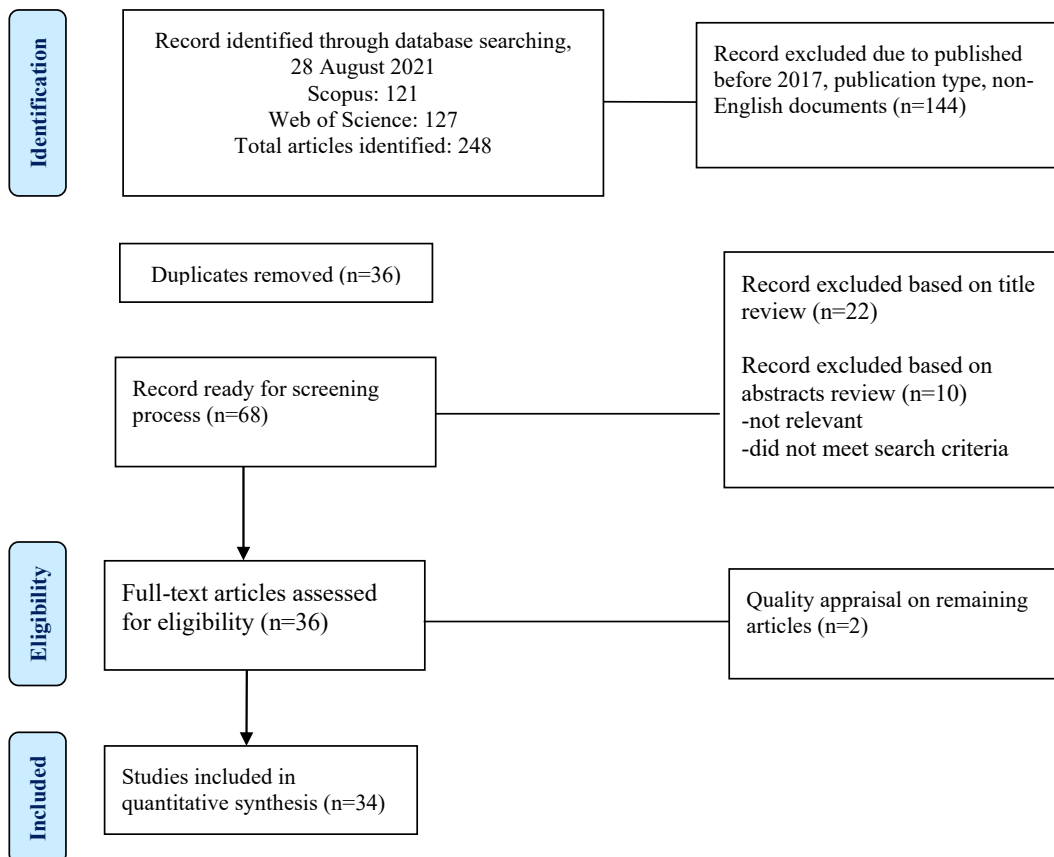 Identification
Record identified through database searching,
28 August 2021
Scopus: 121
Web of Science: 127
Total articles identified: 248
Record excluded due to published
before 2017, publication type, non-
English documents (n=144)
Duplicates removed (n=36)
Record excluded based on title
review (n=22)
Record excluded based on
abstracts review (n=10)
-not relevant
-did not meet search criteria
Record ready for screening
process (n=68)
Eligibility
Full-text articles assessed
for eligibility (n=36)
Quality appraisal on remaining
articles (n=2)
Included
Studies included in
quantitative synthesis (n=34)